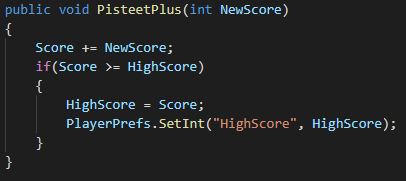 public void PisteetPlus(int NewScore)
{
    Score += NewScore;
    if(Score >= HighScore)
    {
        HighScore = Score;
        PlayerPrefs.SetInt("HighScore", HighScore);
    }
}